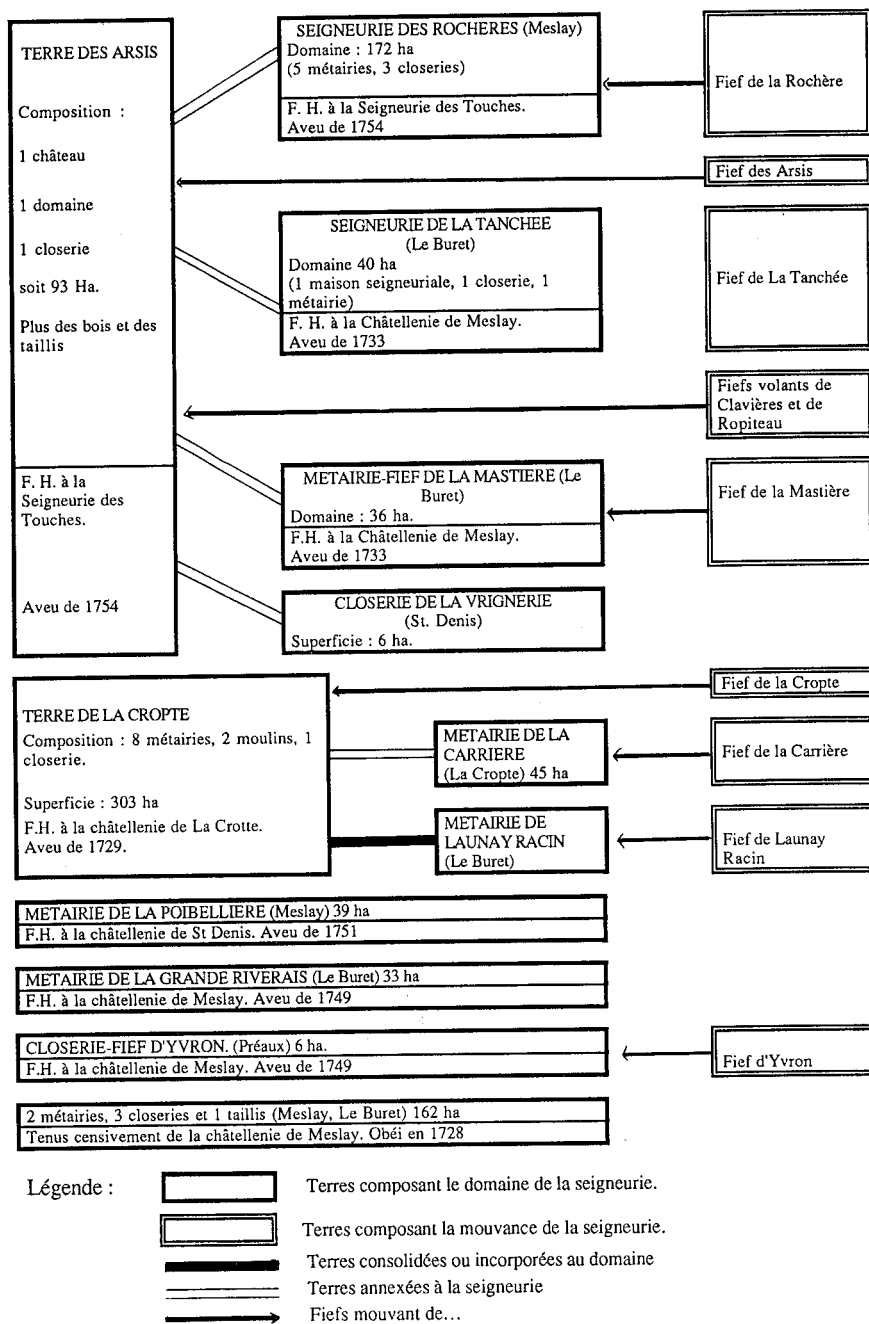 TERRE DES ARSIS
Composition :
1 château
1 domaine
1 closerie
soit 93 Ha.
Plus des bois et des
taillis
F. H. à la
Seigneurie des
Touches.
Aveu de 1754
SEIGNEURIE DES ROCHERES (Meslay)
Domaine : 172 ha
(5 métairies, 3 closeries)
F. H. à la Seigneurie des Touches.
Aveu de 1754
Fief de la Rochère
Fief des Arsis
SEIGNEURIE DE LA TANCHEE
(Le Buret)
Domaine 40 ha
(1 maison seigneuriale, 1 closerie, 1
métairie)
F. H. à la Châtellenie de Meslay.
Aveu de 1733
Fief de La Tanchée
Fiefs volants de
Clavières et de
Ropiteau
METAIRIE-FIEF DE LA MASTIERE (Le
Buret)
Domaine : 36 ha.
F.H. à la Châtellenie de Meslay.
Aveu de 1733
Fief de la Mastière
CLOSERIE DE LA VRIGNERIE
(St. Denis)
Superficie : 6 ha.
TERRE DE LA CROPTE
Composition : 8 métairies, 2 moulins, 1
closerie.
Superficie : 303 ha
F.H. à la châtellenie de La Crotte.
Aveu de 1729.
Fief de la Cropte
METAIRIE DE LA
CARRIERE
(La Cropte) 45 ha
Fief de la Carrière
METAIRIE DE
LAUNAY RACIN
(Le Buret)
Fief de Launay
Racin
METAIRIE DE LA POIBELLIERE (Meslay) 39 ha
F.H. à la châtellenie de St Denis. Aveu de 1751
METAIRIE DE LA GRANDE RIVERAIS (Le Buret) 33 ha
F.H. à la châtellenie de Meslay. Aveu de 1749
CLOSERIE-FIEF D'YVRON. (Préaux) 6 ha.
F.H. à la châtellenie de Meslay. Aveu de 1749
Fief d'Yvron
2 métairies, 3 closeries et 1 taillis (Meslay, Le Buret) 162 ha
Tenus censivement de la châtellenie de Meslay. Obéi en 1728
Légende :
Terres composant le domaine de la seigneurie.
Terres composant la mouvance de la seigneurie.
Terres consolidées ou incorporées au domaine
Terres annexées à la seigneurie
Fiefs mouvant de…